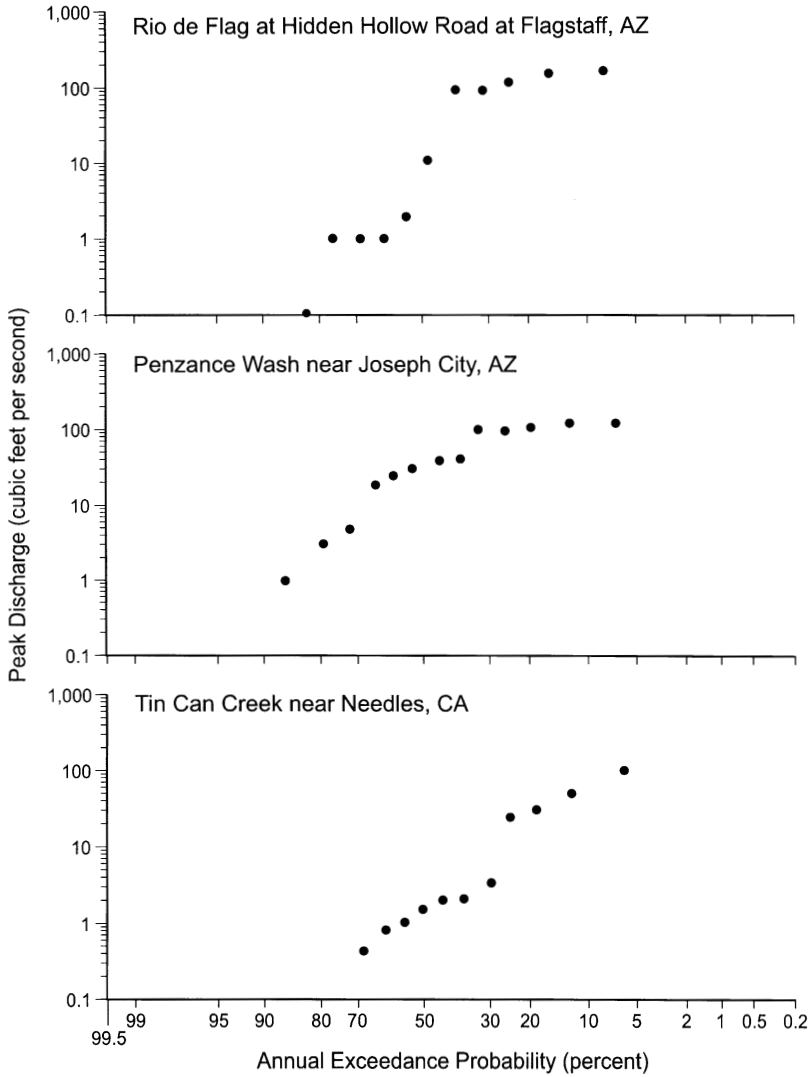 Peak Discharge (cubic feet per second)
Rio de Flag at Hidden Hollow Road at Flagstaff, AZ
1,000
100
10
1
0.1
Penzance Wash near Joseph City, AZ
1,000
100
10
1
0.1
Tin Can Creek near Needles, CA
1,000
100
10
1
0.1
99.5 99 95 90 80 70 50 30 20 10 5 2 1 0.5 0.2
Annual Exceedance Probability (percent)